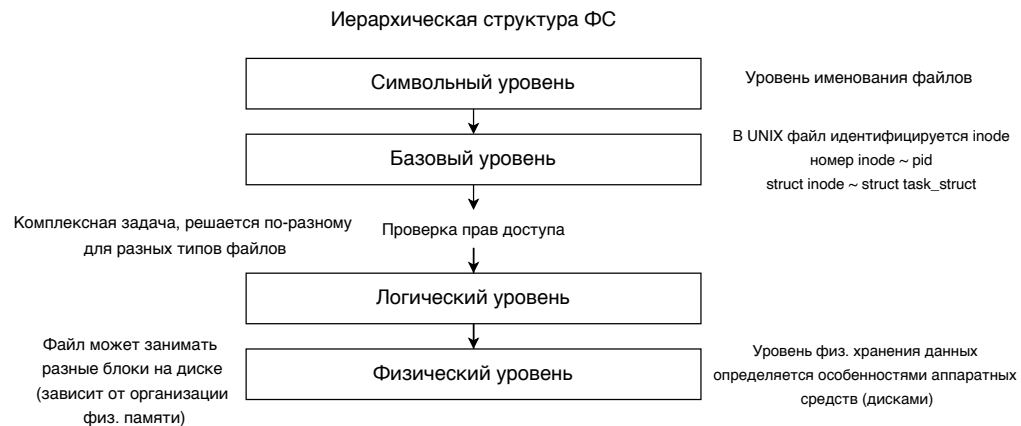 Иерархическая структура ФС
Символьный уровень
Уровень именования файлов
Базовый уровень
В UNIX файл идентифицируется inode
номер inode ~ pid
struct inode ~ struct task_struct
Комплексная задача, решается по-разному
для разных типов файлов
Проверка прав доступа
Логический уровень
Файл может занимать
разные блоки на диске
(зависит от организации
физ. памяти)
Физический уровень
Уровень физ. хранения данных
определяется особенностями аппаратных
средств (дисками)